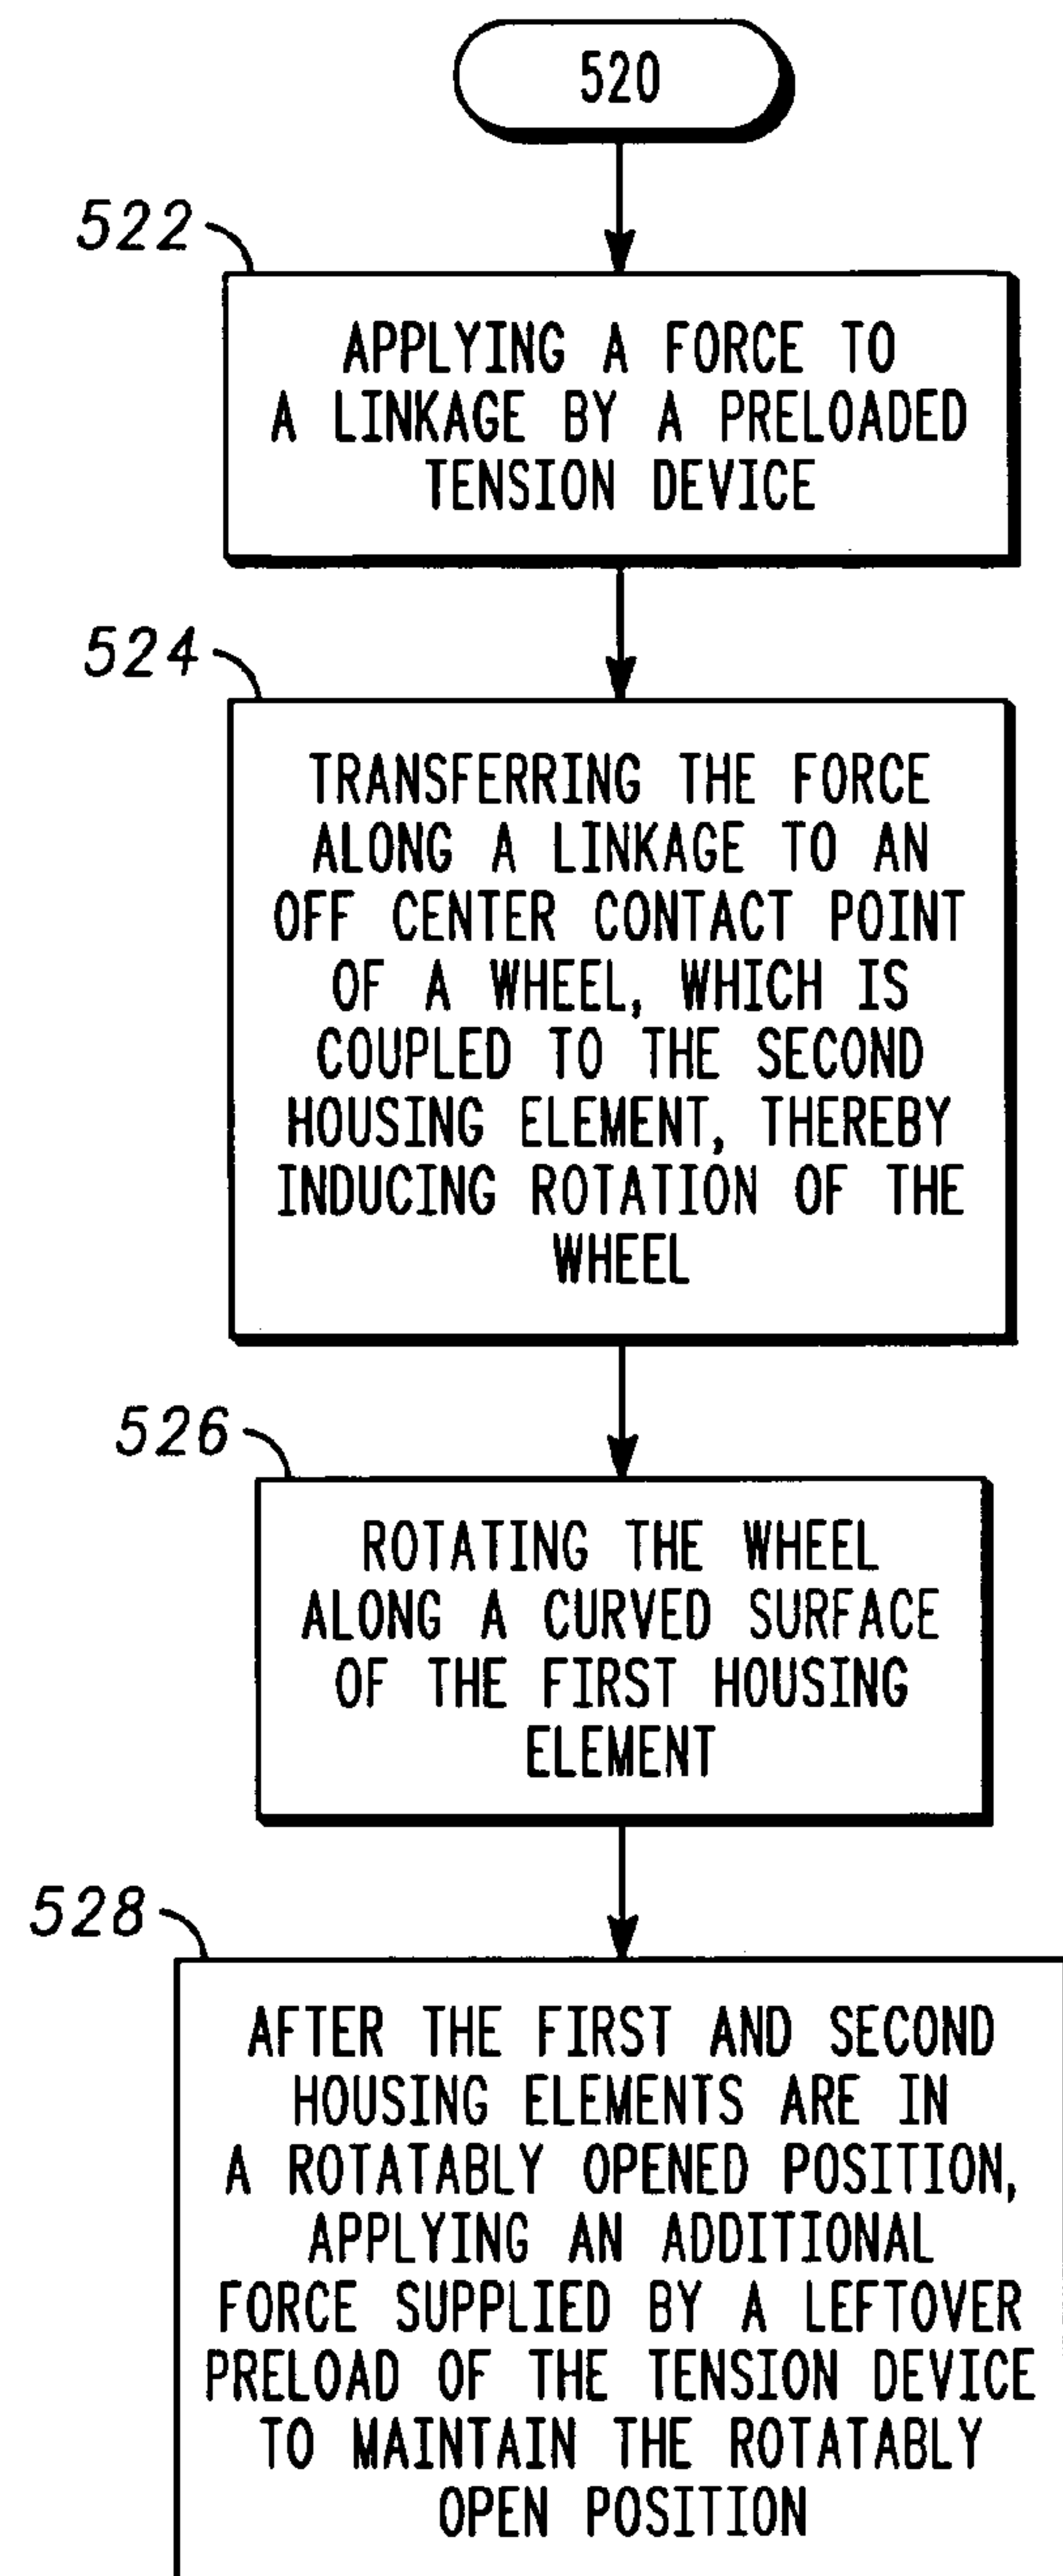 520
522
APPLYING A FORCE TO
A LINKAGE BY A PRELOADED
TENSION DEVICE
524
TRANSFERRING THE FORCE
ALONG A LINKAGE TO AN
OFF CENTER CONTACT POINT
OF A WHEEL, WHICH IS
COUPLED TO THE SECOND
HOUSING ELEMENT, THEREBY
INDUCING ROTATION OF THE
WHEEL
526
ROTATING THE WHEEL
ALONG A CURVED SURFACE
OF THE FIRST HOUSING
ELEMENT
528
AFTER THE FIRST AND SECOND
HOUSING ELEMENTS ARE IN
A ROTATABLY OPENED POSITION,
APPLYING AN ADDITIONAL
FORCE SUPPLIED BY A LEFTOVER
PRELOAD OF THE TENSION DEVICE
TO MAINTAIN THE ROTATABLY
OPEN POSITION